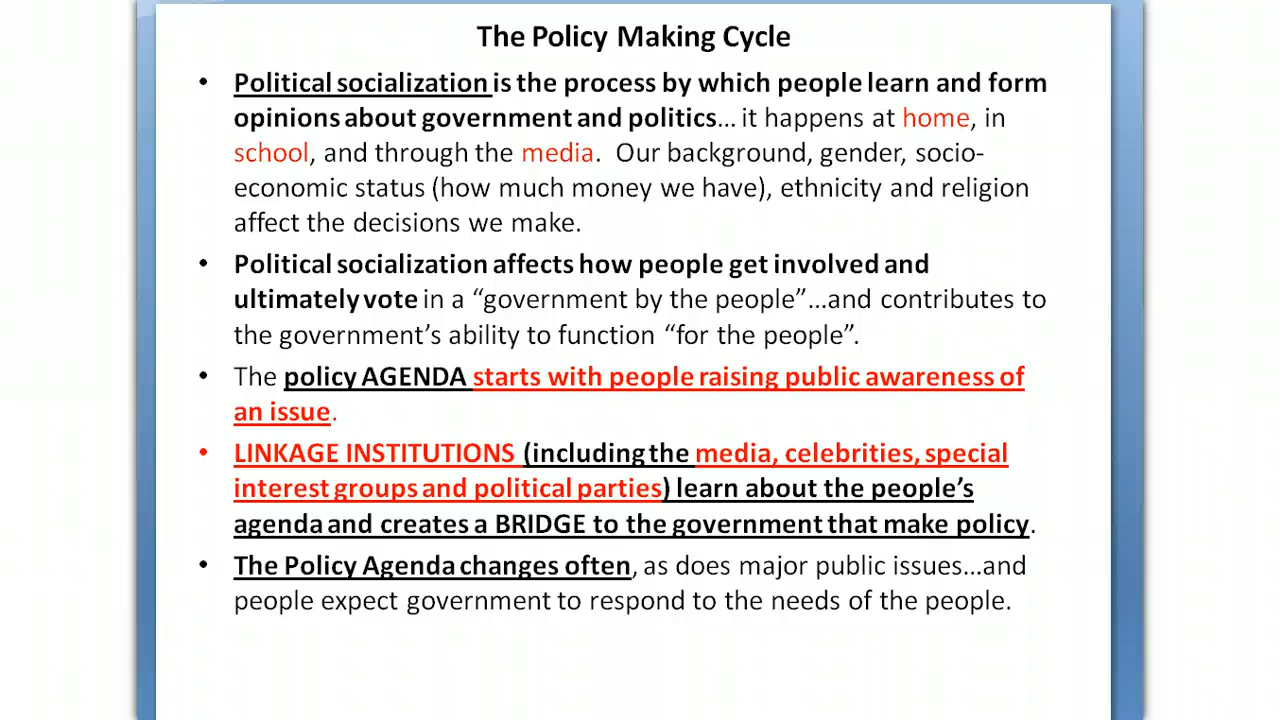 The Policy Making Cycle
• Political socialization is the process by which people learn and form
opinions about government and politics… it happens at home, in
school, and through the media. Our background, gender, socio-
economic status (how much money we have), ethnicity and religion
affect the decisions we make.
• Political socialization affects how people get involved and
ultimately vote in a “government by the people”…and contributes to
the government’s ability to function “for the people”.
• The policy AGENDA starts with people raising public awareness of
an issue.
• LINKAGE INSTITUTIONS (including the media, celebrities, special
interest groups and political parties) learn about the people’s
agenda and creates a BRIDGE to the government that make policy.
• The Policy Agenda changes often, as does major public issues…and
people expect government to respond to the needs of the people.